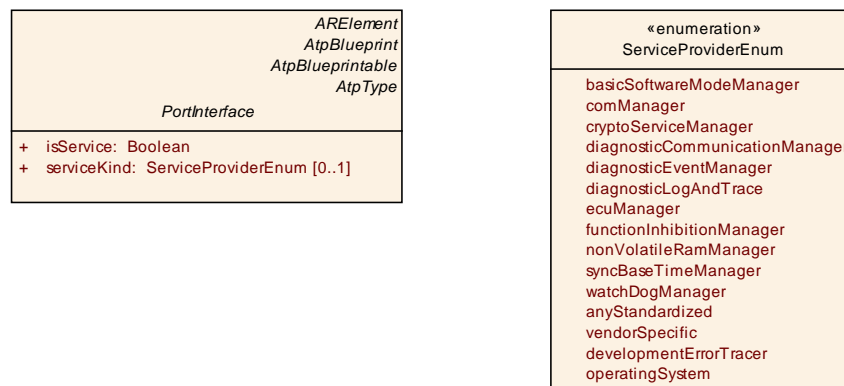 ARElement
AtpBlueprint
AtpBlueprintable
AtpType
PortInterface
+ isService: Boolean
+ serviceKind: ServiceProviderEnum [0..1]
«enumeration»
ServiceProviderEnum
basicSoftwareModeManager
comManager
cryptoServiceManager
diagnosticCommunicationManager
diagnosticEventManager
diagnosticLogAndTrace
ecuManager
functionInhibitionManager
nonVolatileRamManager
syncBaseTimeManager
watchDogManager
anyStandardized
vendorSpecific
developmentErrorTracer
operatingSystem